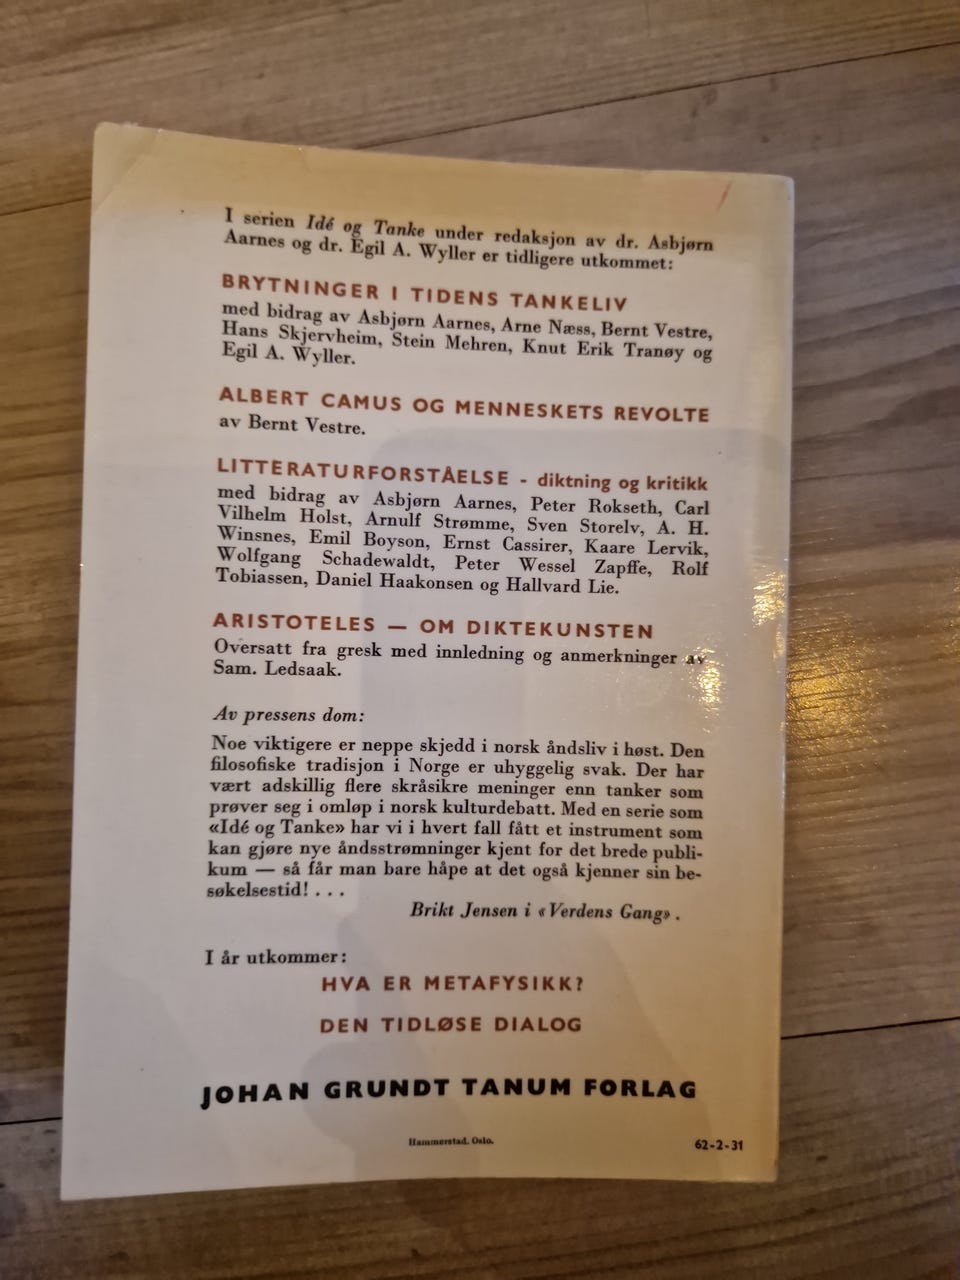 I serien Idé og Tanke under redaksjon av dr. Asbjørn
Aarnes og dr. Egil A. Wyller er tidligere utkommet:
BRYTNINGER I TIDENS TANKELIV
med bidrag av Asbjørn Aarnes, Arne Næss, Bernt Vestre,
Hans Skjervheim, Stein Mehren, Knut Erik Tranøy og
Egil A. Wyller.
ALBERT CAMUS OG MENNESKETS REVOLTE
av Bernt Vestre.
LITTERATURFORSTÅELSE - diktning og kritikk
med bidrag av Asbjørn Aarnes, Peter Rokseth, Carl
Vilhelm Holst, Arnulf Strømme, Sven Storelv, A. H.
Winsnes, Emil Boyson, Ernst Cassirer, Kaare Lervik,
Wolfgang Schadewaldt, Peter Wessel Zapffe, Rolf
Tobiassen, Daniel Haakonsen og Hallvard Lie.
ARISTOTELES — OM DIKTEKUNSTEN
Oversatt fra gresk med innledning og anmerkninger av
Sam. Ledsaak.
Av pressens dom:
Noe viktigere er neppe skjedd i norsk åndsliv i høst. Den
filosofiske tradisjon i Norge er uhyggelig svak. Der har
vært adskillig flere skråsikre meninger enn tanker som
prøver seg i omløp i norsk kulturdebatt. Med en serie som
«Idé og Tanke» har vi i hvert fall fått et instrument som
kan gjøre nye åndsstrømninger kjent for det brede publi-
kum — så får man bare håpe at det også kjenner sin be-
søkelsestid! . . .
Brikt Jensen i «Verdens Gang».
I år utkommer:
HVA ER METAFYSIKK?
DEN TIDLØSE DIALOG
JOHAN GRUNDT TANUM FORLAG
Hammerstad. Oslo.
62-2-31